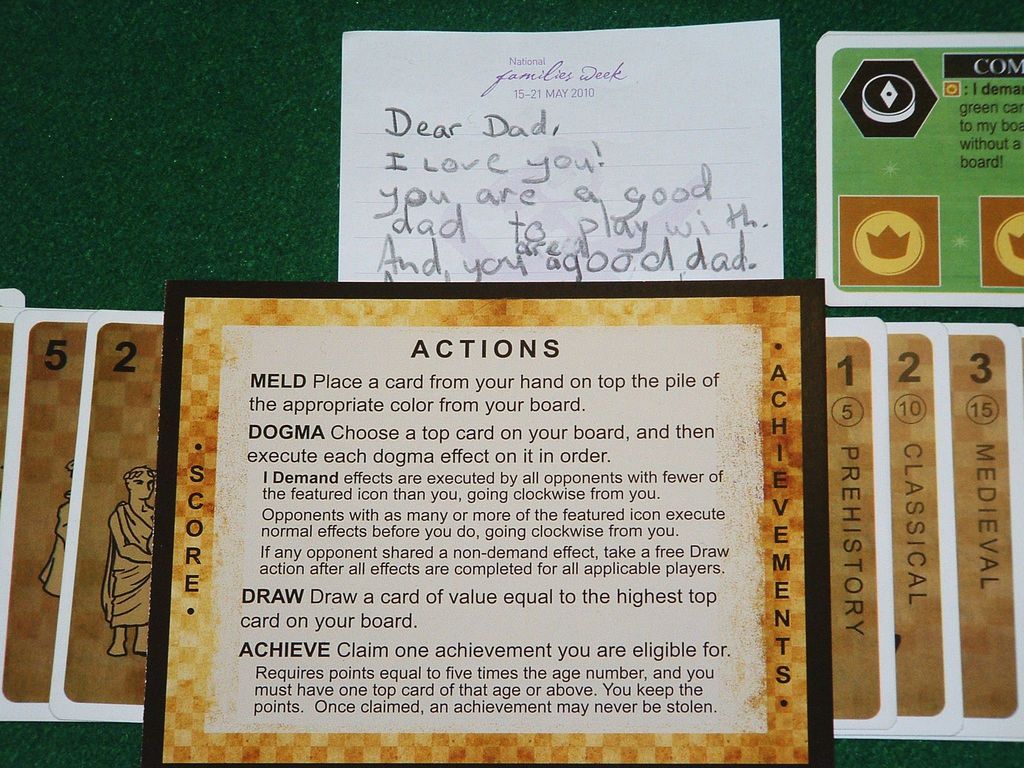 National
families week
15-21 MAY 2010
Dear Dad,
I Love you!
you are a good
dad to play with.
And, you are a good dad.
COM
: I dema
green car
to my boa
without a
board!
5
2
• SCORE •
ACTIONS
MELD Place a card from your hand on top the pile of
the appropriate color from your board.
DOGMA Choose a top card on your board, and then
execute each dogma effect on it in order.
I Demand effects are executed by all opponents with fewer of
the featured icon than you, going clockwise from you.
Opponents with as many or more of the featured icon execute
normal effects before you do, going clockwise from you.
If any opponent shared a non-demand effect, take a free Draw
action after all effects are completed for all applicable players.
DRAW Draw a card of value equal to the highest top
card on your board.
ACHIEVE Claim one achievement you are eligible for.
Requires points equal to five times the age number, and you
must have one top card of that age or above. You keep the
points. Once claimed, an achievement may never be stolen.
• ACHIEVEMENTS •
1
5
PREHISTORY
2
10
CLASSICAL
3
15
MEDIEVAL